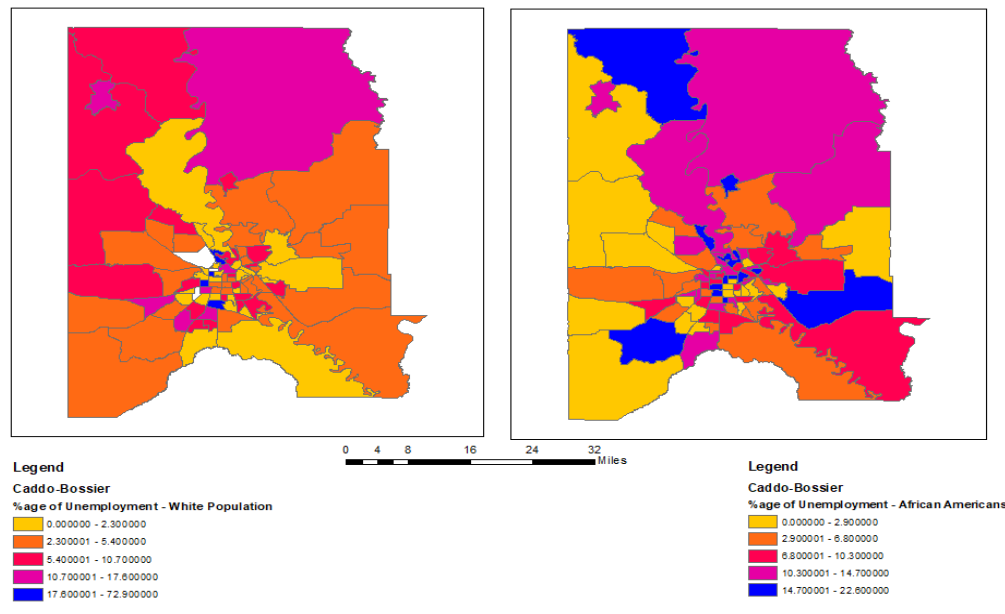 0 4 8 16 24 32
Miles
Legend
Caddo-Bossier
%age of Unemployment - White Population
0.000000 - 2.300000
2.300001 - 5.400000
5.400001 - 10.700000
10.700001 - 17.600000
17.600001 - 72.900000
Legend
Caddo-Bossier
%age of Unemployment - African Americans
0.000000 - 2.900000
2.900001 - 6.800000
6.800001 - 10.300000
10.300001 - 14.700000
14.700001 - 22.600000